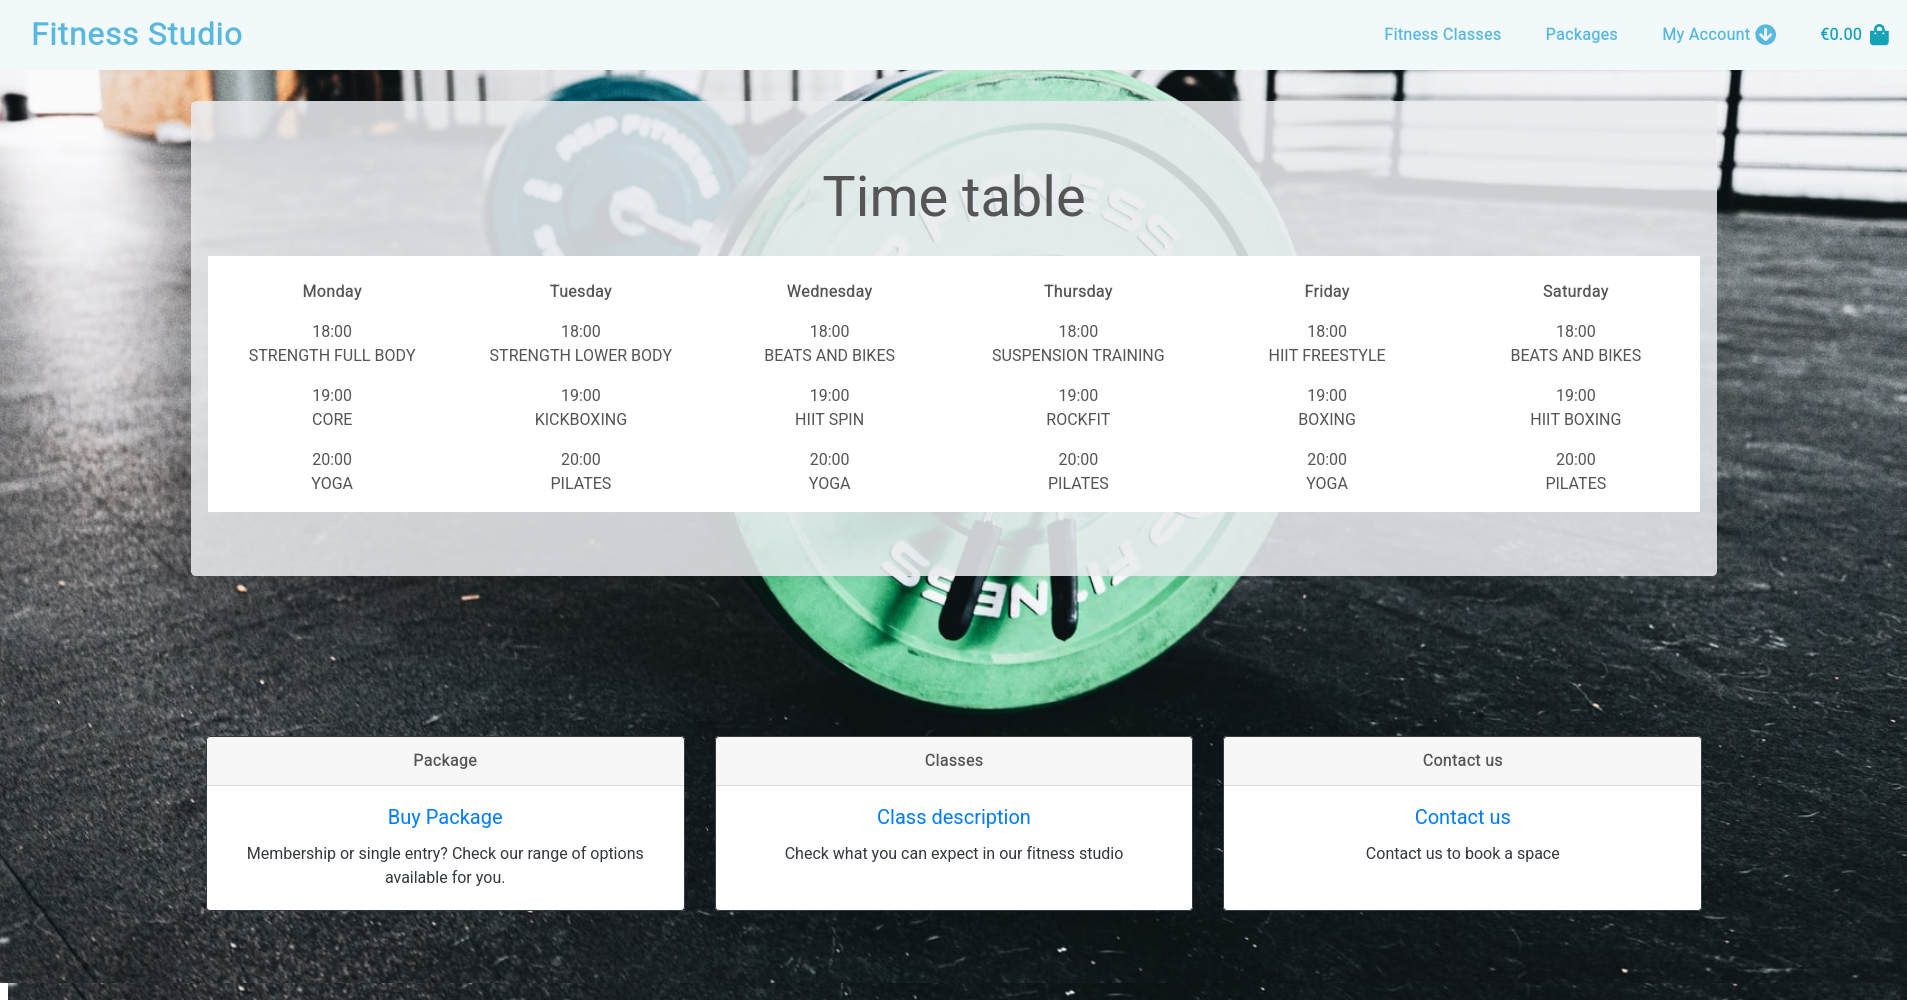 Fitness Studio
Fitness Classes
Packages
My Account
€0.00
REP FITNESS
FITNESS
Time table
Monday
18:00
STRENGTH FULL BODY
19:00
CORE
20:00
YOGA
Tuesday
18:00
STRENGTH LOWER BODY
19:00
KICKBOXING
20:00
PILATES
Wednesday
18:00
BEATS AND BIKES
19:00
HIIT SPIN
20:00
YOGA
Thursday
18:00
SUSPENSION TRAINING
19:00
ROCKFIT
20:00
PILATES
Friday
18:00
HIIT FREESTYLE
19:00
BOXING
20:00
YOGA
Saturday
18:00
BEATS AND BIKES
19:00
HIIT BOXING
20:00
PILATES
FITNESS
Package
Buy Package
Membership or single entry? Check our range of options
available for you.
Classes
Class description
Check what you can expect in our fitness studio
Contact us
Contact us
Contact us to book a space